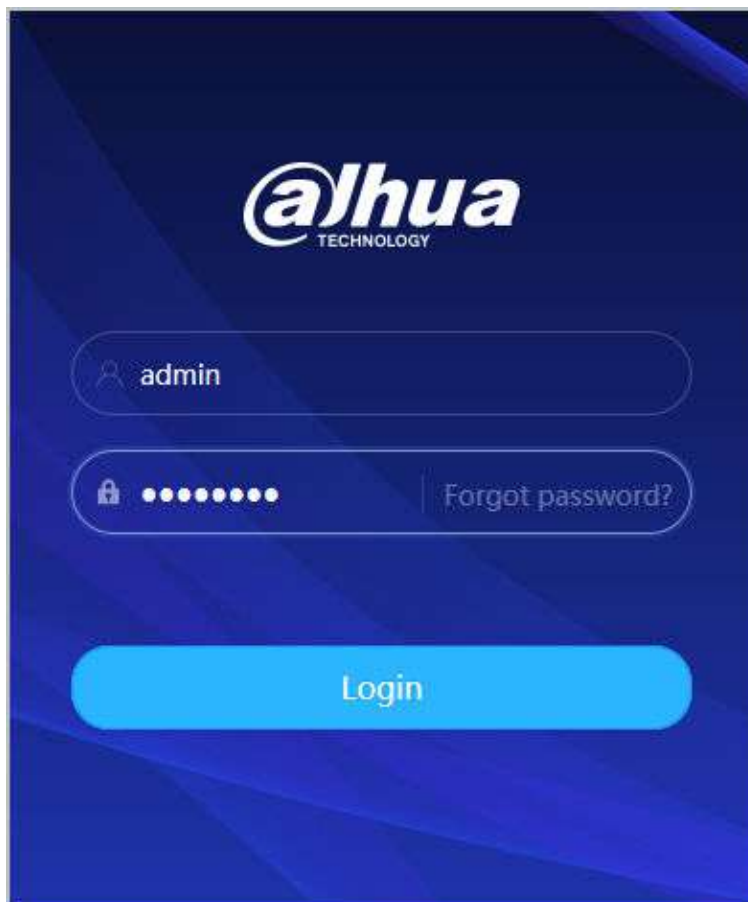 alhua
TECHNOLOGY
admin
••••••••
Forgot password?
Login